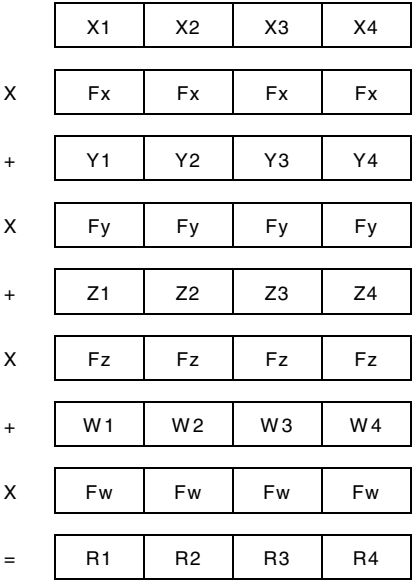 X1 X2 X3 X4
X Fx Fx Fx Fx
+ Y1 Y2 Y3 Y4
X Fy Fy Fy Fy
+ Z1 Z2 Z3 Z4
X Fz Fz Fz Fz
+ W1 W2 W3 W4
X Fw Fw Fw Fw
= R1 R2 R3 R4